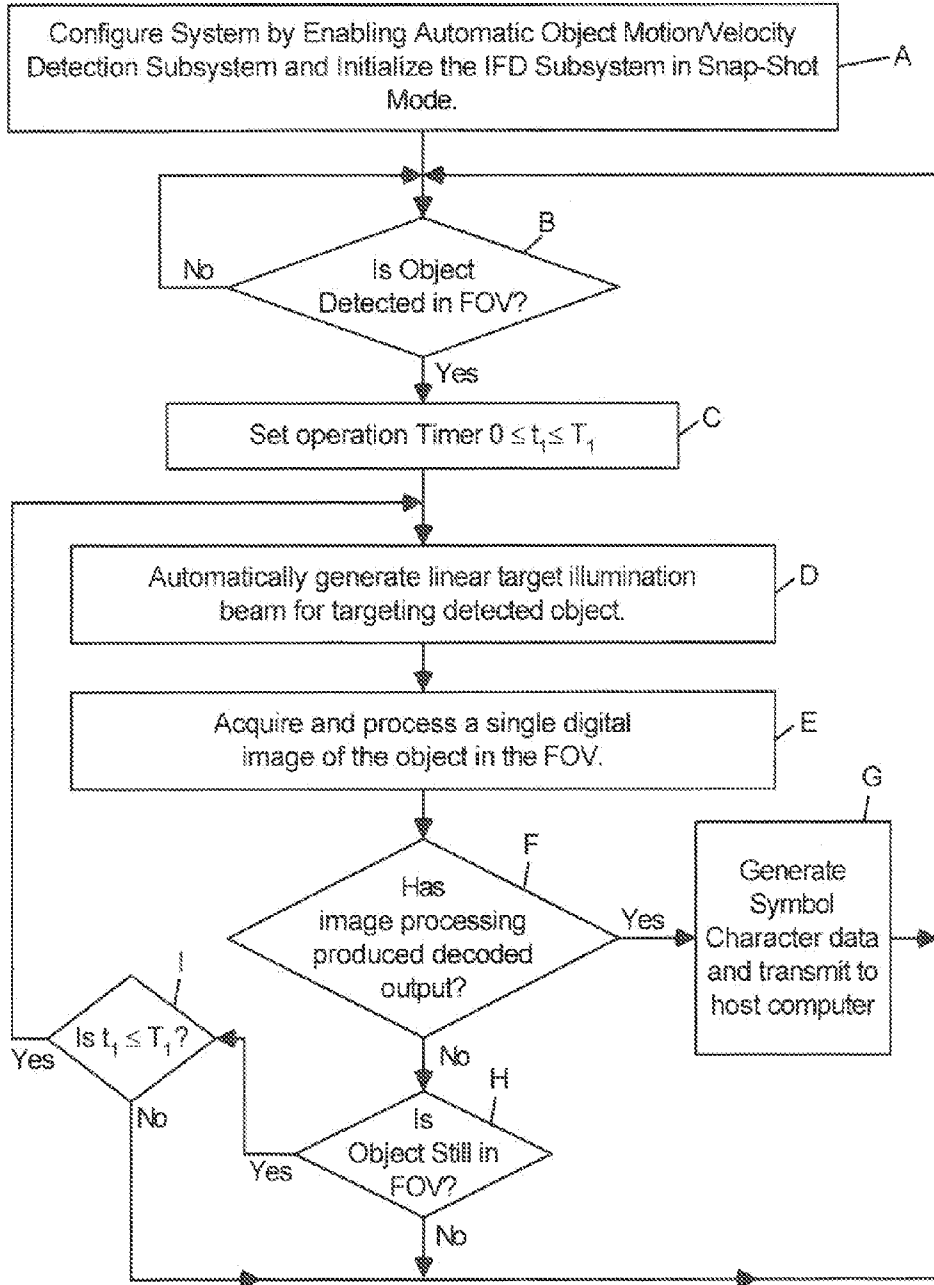 Configure System by Enabling Automatic Object Motion/Velocity
Detection Subsystem and Initialize the IFD Subsystem in Snap-Shot
Mode.
A
B
No
Is Object
Detected in FOV?
Yes
C
Set operation Timer 0 ≤ t₁ ≤ T₁
Automatically generate linear target illumination
beam for targeting detected object.
D
Acquire and process a single digital
image of the object in the FOV.
E
G
F
Has
image processing
produced decoded
output?
Yes
Generate
Symbol
Character data
and transmit to
host computer
I
Is t₁ ≤ T₁?
Yes
No
No
H
Is
Object Still in
FOV?
Yes
No